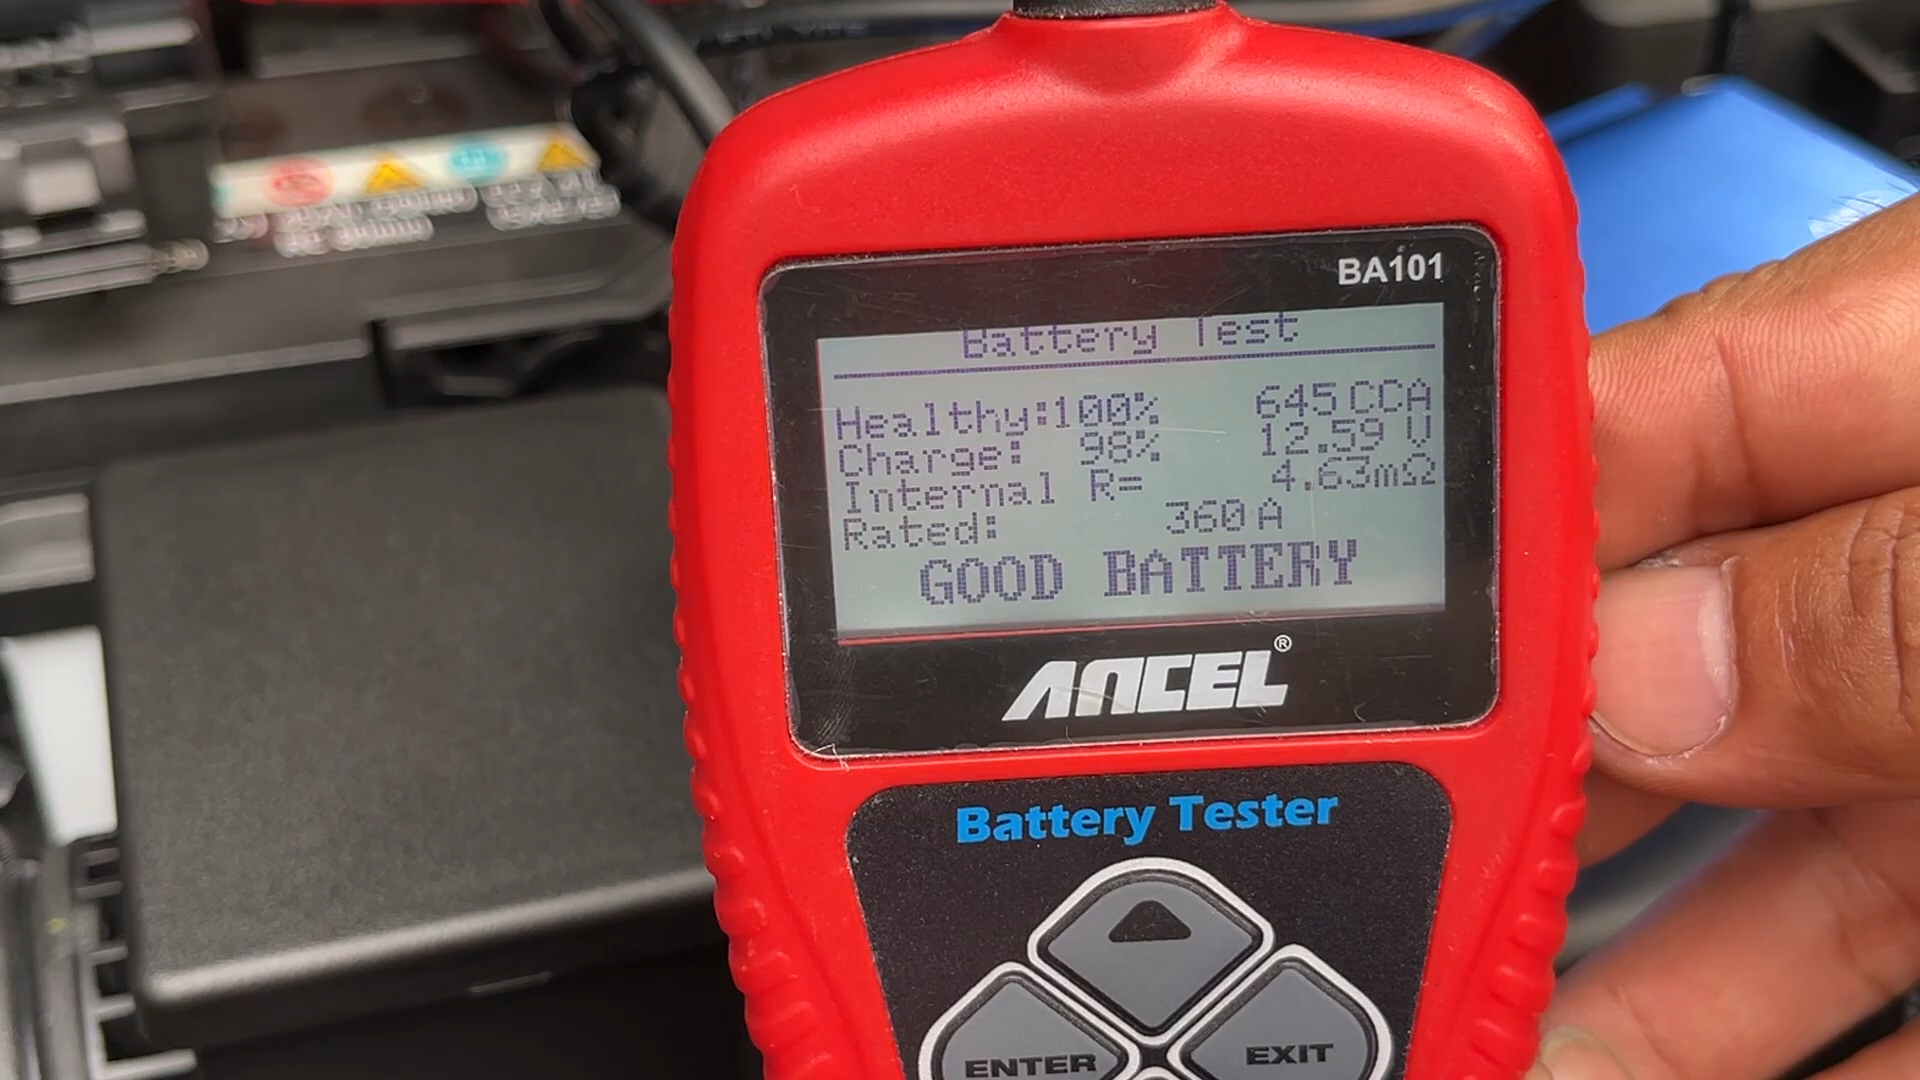 BA101
Battery Test
Healthy:100% 645 CCA
Charge: 98% 12.59 V
Internal R= 4.63mΩ
Rated: 360 A
GOOD BATTERY
ANCEL®
Battery Tester
ENTER
EXIT